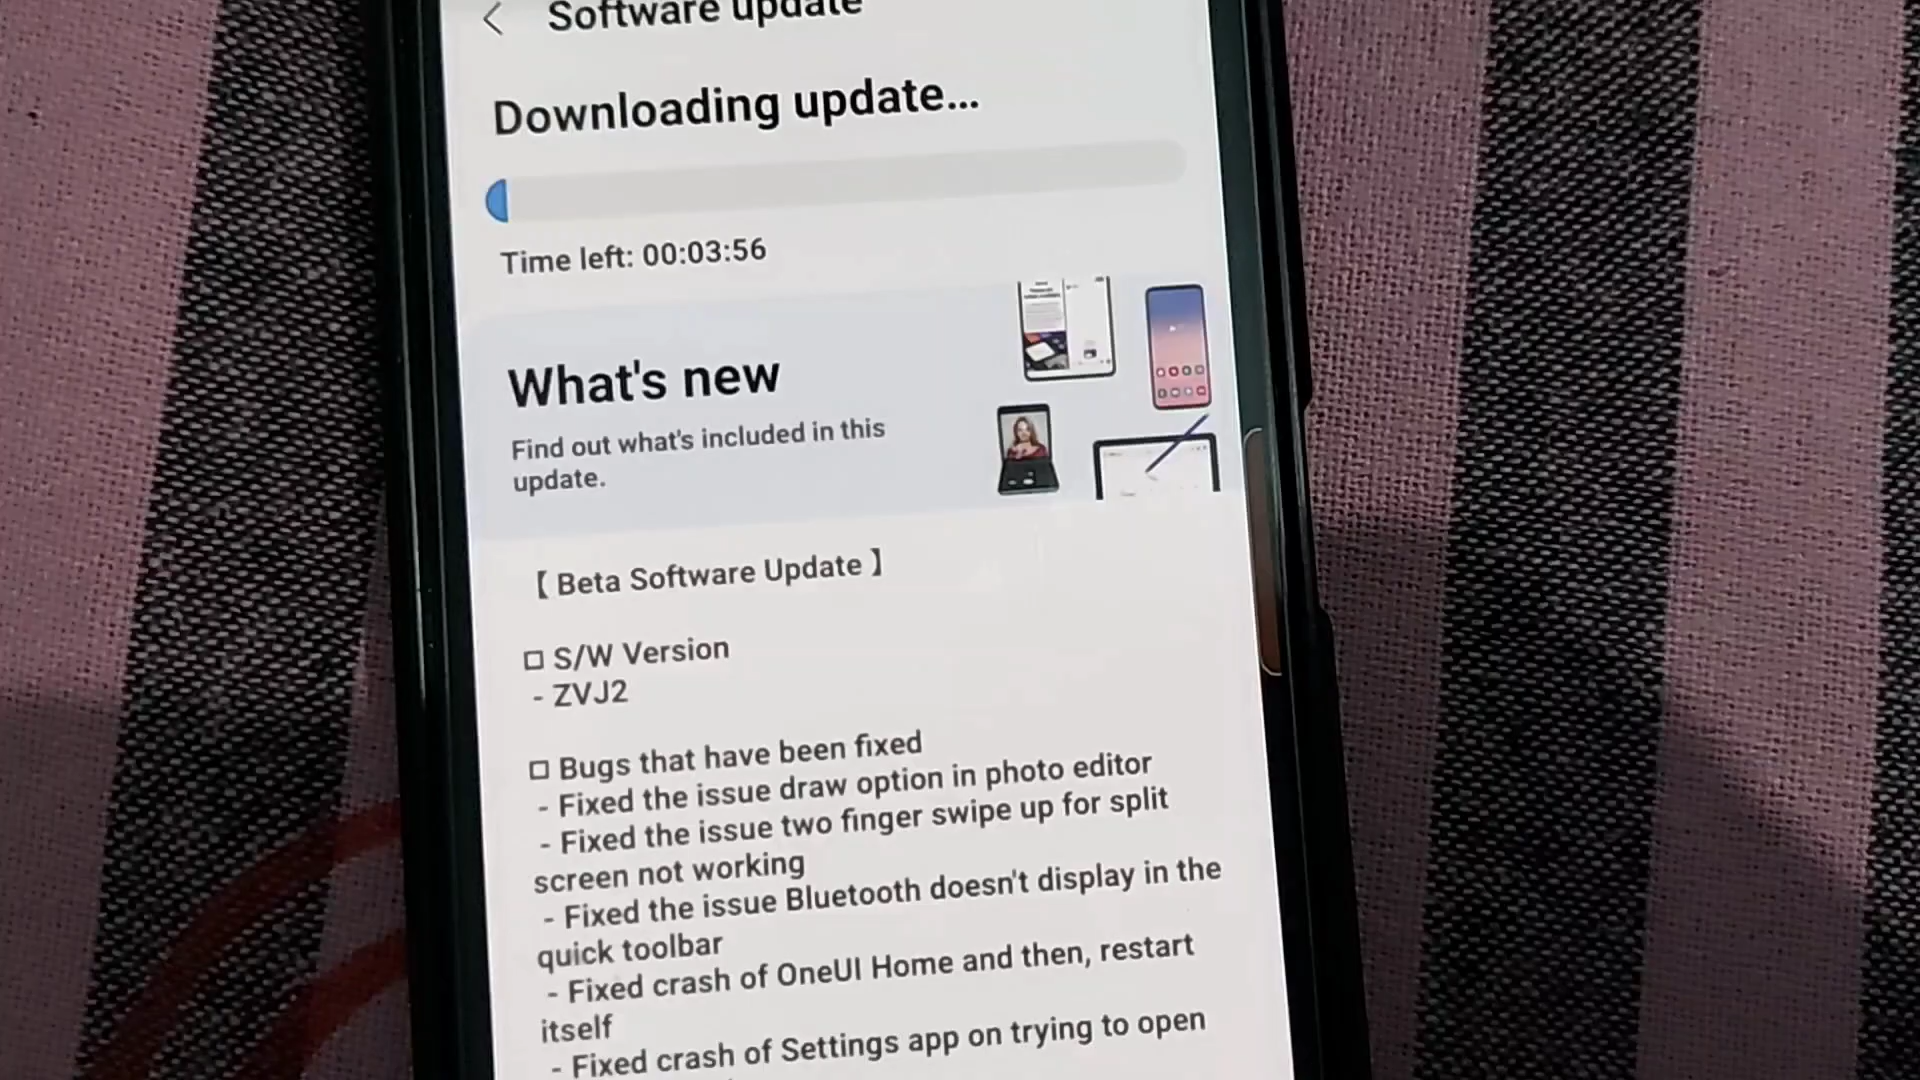 Software update
Downloading update...
Time left: 00:03:56
What's new
Find out what's included in this
update.
【 Beta Software Update 】
□ S/W Version
- ZVJ2
□ Bugs that have been fixed
- Fixed the issue draw option in photo editor
- Fixed the issue two finger swipe up for split
screen not working
- Fixed the issue Bluetooth doesn't display in the
quick toolbar
- Fixed crash of OneUI Home and then, restart
itself
- Fixed crash of Settings app on trying to open